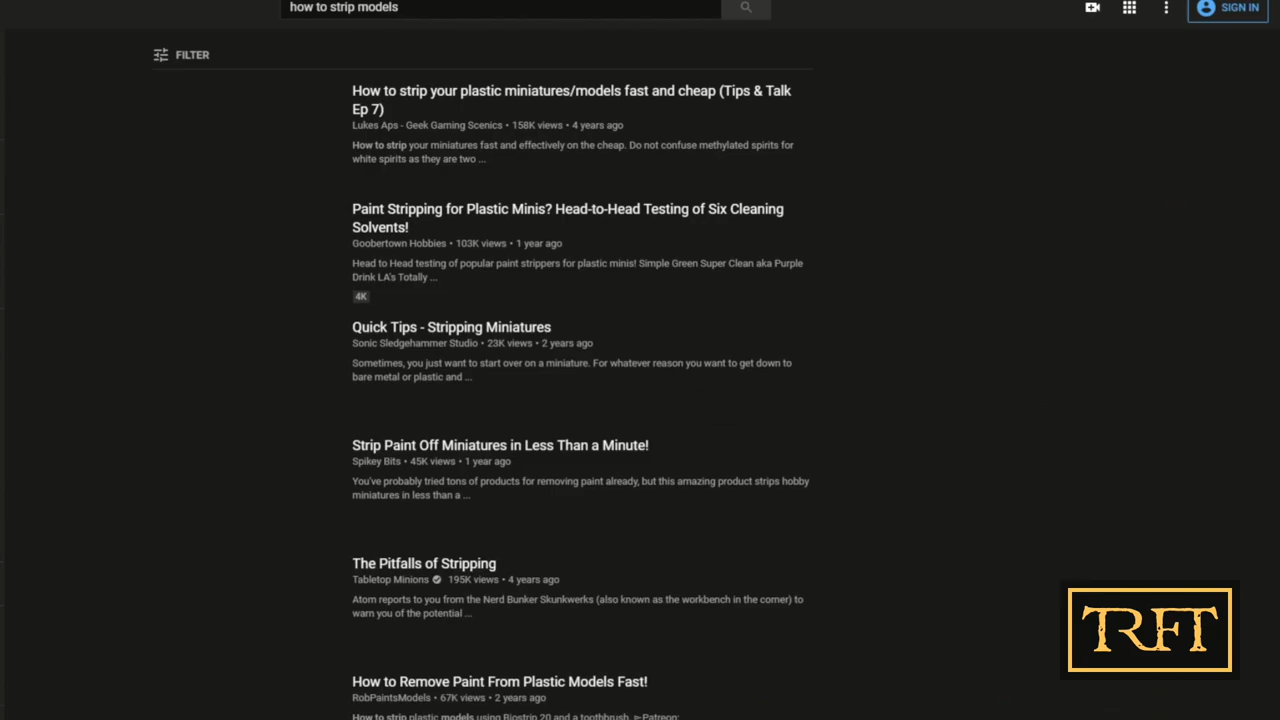 how to strip models
SIGN IN
FILTER
How to strip your plastic miniatures/models fast and cheap (Tips & Talk
Ep 7)
Lukes Aps - Geek Gaming Scenics • 158K views • 4 years ago
How to strip your miniatures fast and effectively on the cheap. Do not confuse methylated spirits for
white spirits as they are two ...
Paint Stripping for Plastic Minis? Head-to-Head Testing of Six Cleaning
Solvents!
Goobertown Hobbies • 103K views • 1 year ago
Head to Head testing of popular paint strippers for plastic minis! Simple Green Super Clean aka Purple
Drink LA's Totally ...
4K
Quick Tips - Stripping Miniatures
Sonic Sledgehammer Studio • 23K views • 2 years ago
Sometimes, you just want to start over on a miniature. For whatever reason you want to get down to
bare metal or plastic and ...
Strip Paint Off Miniatures in Less Than a Minute!
Spikey Bits • 45K views • 1 year ago
You've probably tried tons of products for removing paint already, but this amazing product strips hobby
miniatures in less than a ...
The Pitfalls of Stripping
Tabletop Minions 195K views • 4 years ago
Atom reports to you from the Nerd Bunker Skunkwerks (also known as the workbench in the corner) to
warn you of the potential ...
TRFT
How to Remove Paint From Plastic Models Fast!
RobPaintsModels • 67K views • 2 years ago
How to strip plastic models using Biostrip 20 and a toothbrush. ►Patreon: